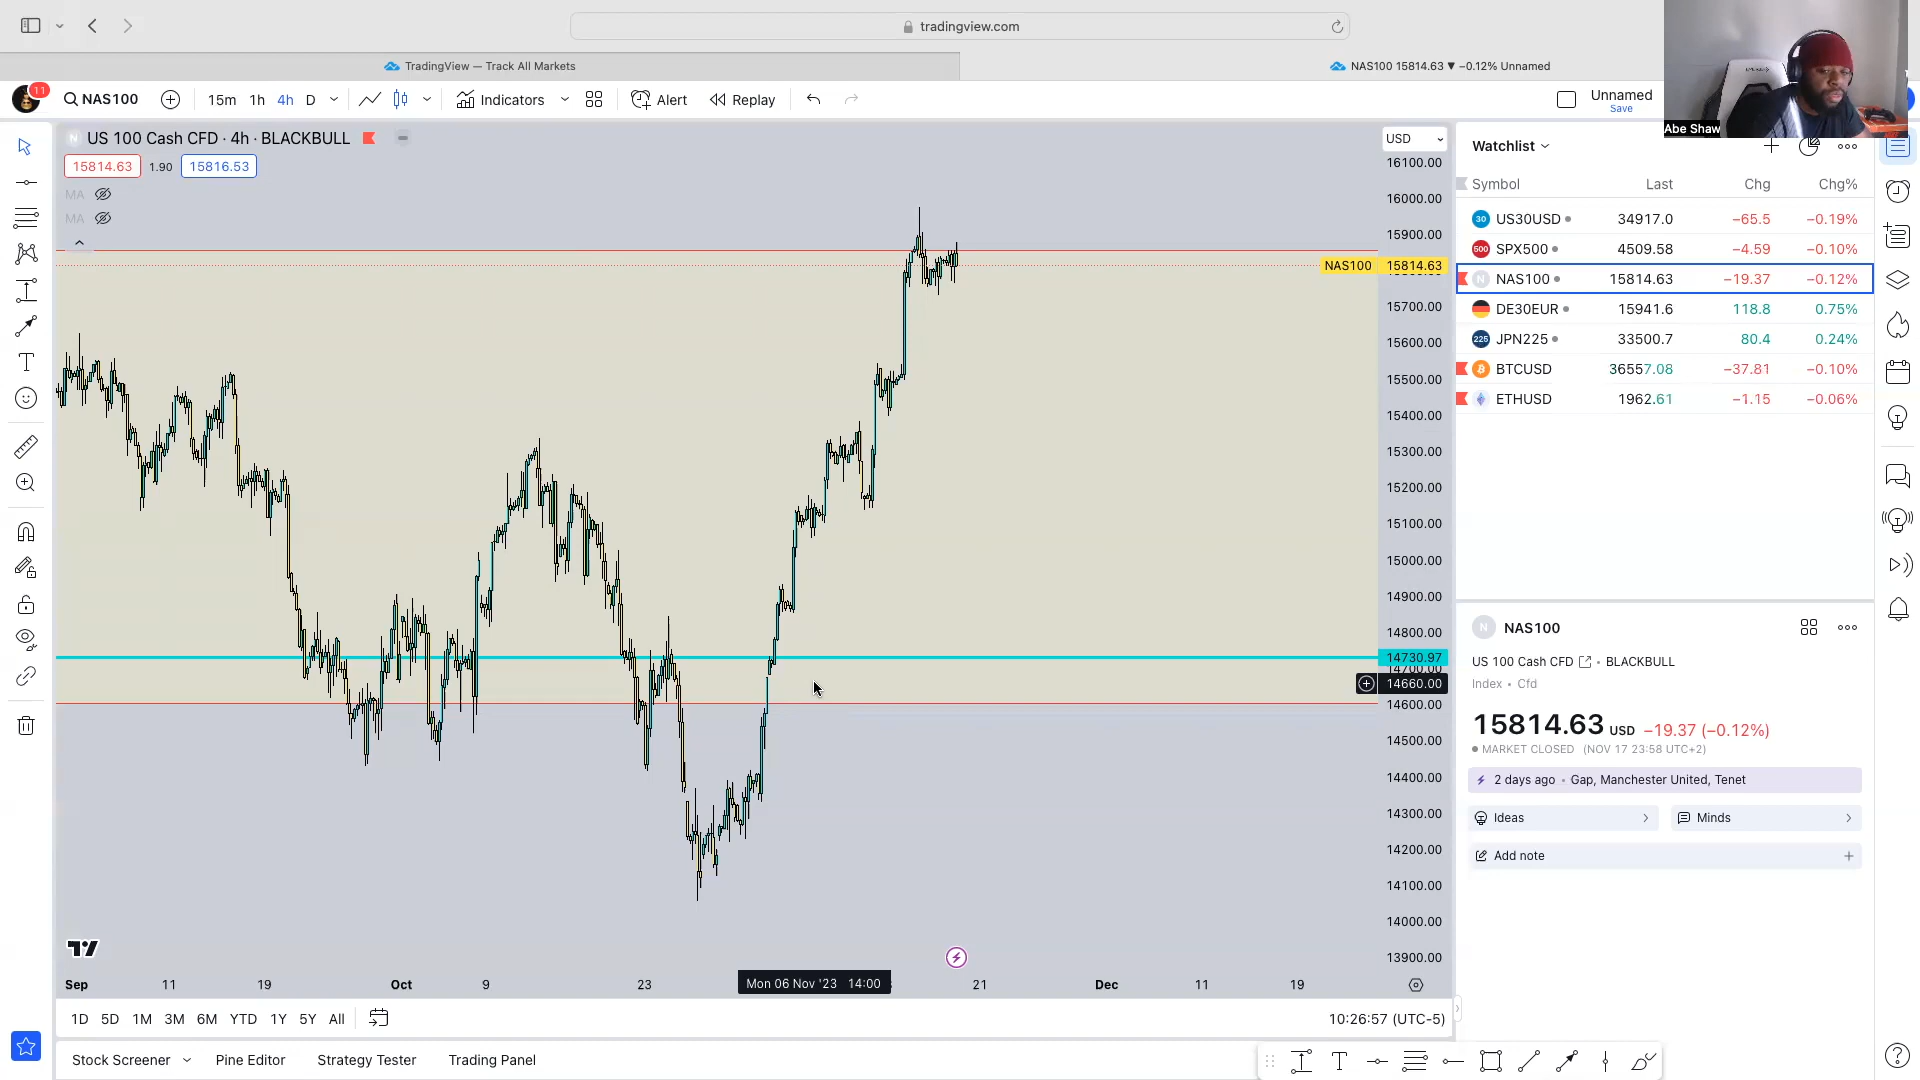 tradingview.com
TradingView — Track All Markets
NAS100 15814.63 ▼ −0.12% Unnamed
11
NAS100
15m 1h 4h D
Indicators
Alert
Replay
Unnamed
Save
Abe Shaw
US 100 Cash CFD · 4h · BLACKBULL
15814.63 1.90 15816.53
MA
MA
USD
16100.00
16000.00
15900.00
NAS100 15814.63
15700.00
15600.00
15500.00
15400.00
15300.00
15200.00
15100.00
15000.00
14900.00
14800.00
14730.97
14700.00
14660.00
14600.00
14500.00
14400.00
14300.00
14200.00
14100.00
14000.00
13900.00
Sep 11 19 Oct 9 23 Mon 06 Nov '23 14:00 21 Dec 11 19
1D 5D 1M 3M 6M YTD 1Y 5Y All
10:26:57 (UTC-5)
Stock Screener Pine Editor Strategy Tester Trading Panel
Watchlist
Symbol Last Chg Chg%
30 US30USD 34917.0 −65.5 −0.19%
500 SPX500 4509.58 −4.59 −0.10%
N NAS100 15814.63 −19.37 −0.12%
DE30EUR 15941.6 118.8 0.75%
225 JPN225 33500.7 80.4 0.24%
BTCUSD 36557.08 −37.81 −0.10%
ETHUSD 1962.61 −1.15 −0.06%
N NAS100
US 100 Cash CFD • BLACKBULL
Index • Cfd
15814.63 USD −19.37 (−0.12%)
MARKET CLOSED (NOV 17 23:58 UTC+2)
2 days ago • Gap, Manchester United, Tenet
Ideas
Minds
Add note